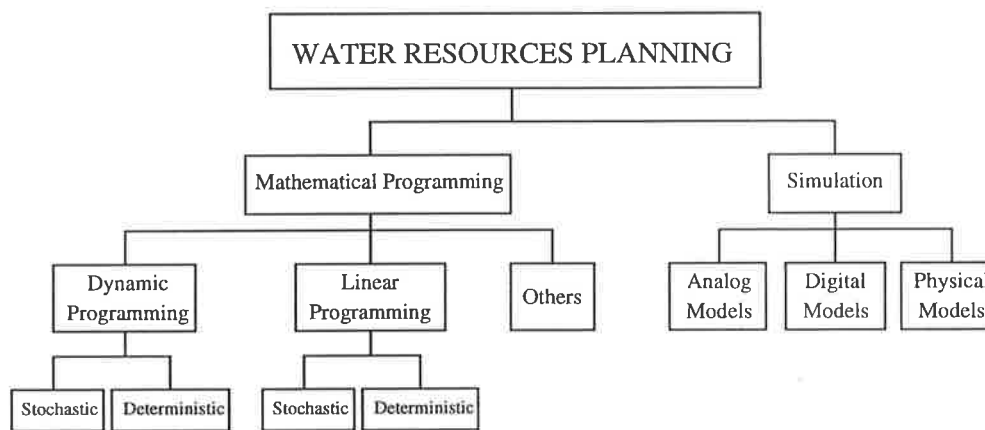 WATER RESOURCES PLANNING
Mathematical Programming
Simulation
Dynamic
Programming
Linear
Programming
Others
Analog
Models
Digital
Models
Physical
Models
Stochastic
Deterministic
Stochastic
Deterministic